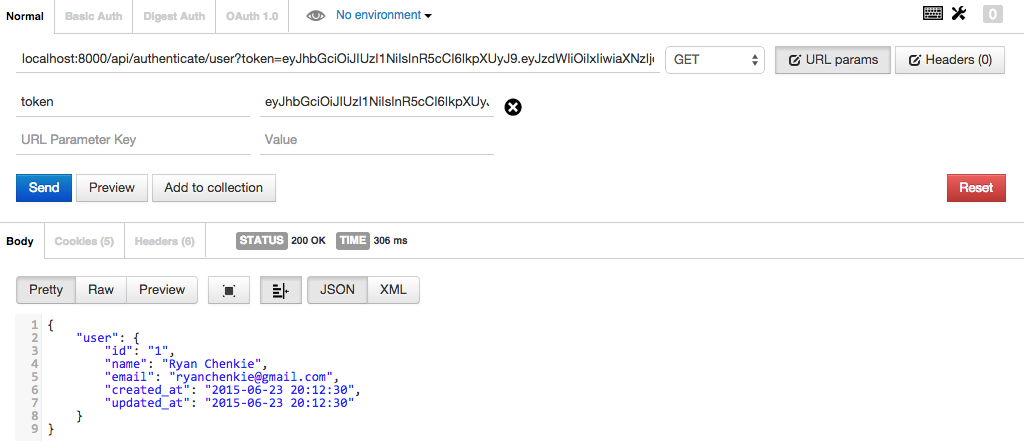 Normal Basic Auth Digest Auth OAuth 1.0 No environment 0
localhost:8000/api/authenticate/user?token=eyJhbGciOiJIUzI1NiIsInR5cCI6IkpXUyJ9.eyJzdWIiOiIxIiwiaXNzIj GET URL params Headers (0)
token eyJhbGciOiJIUzI1NiIsInR5cCI6IkpXUy
URL Parameter Key Value
Send Preview Add to collection Reset
Body Cookies (5) Headers (6) STATUS 200 OK TIME 306 ms
Pretty Raw Preview JSON XML
1 {
2 "user": {
3 "id": "1",
4 "name": "Ryan Chenkie",
5 "email": "ryanchenkie@gmail.com",
6 "created_at": "2015-06-23 20:12:30",
7 "updated_at": "2015-06-23 20:12:30"
8 }
9 }